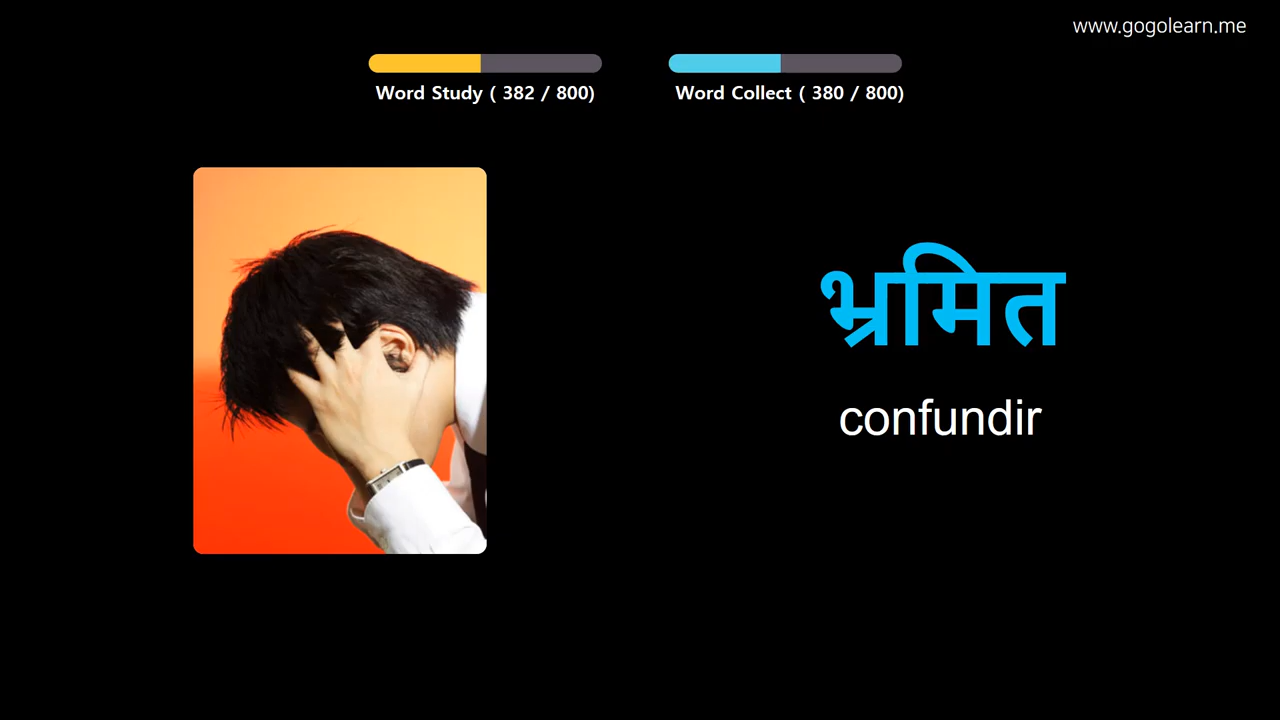 www.gogolearn.me
Word Study ( 382 / 800)
Word Collect ( 380 / 800)
भ्रमित
confundir